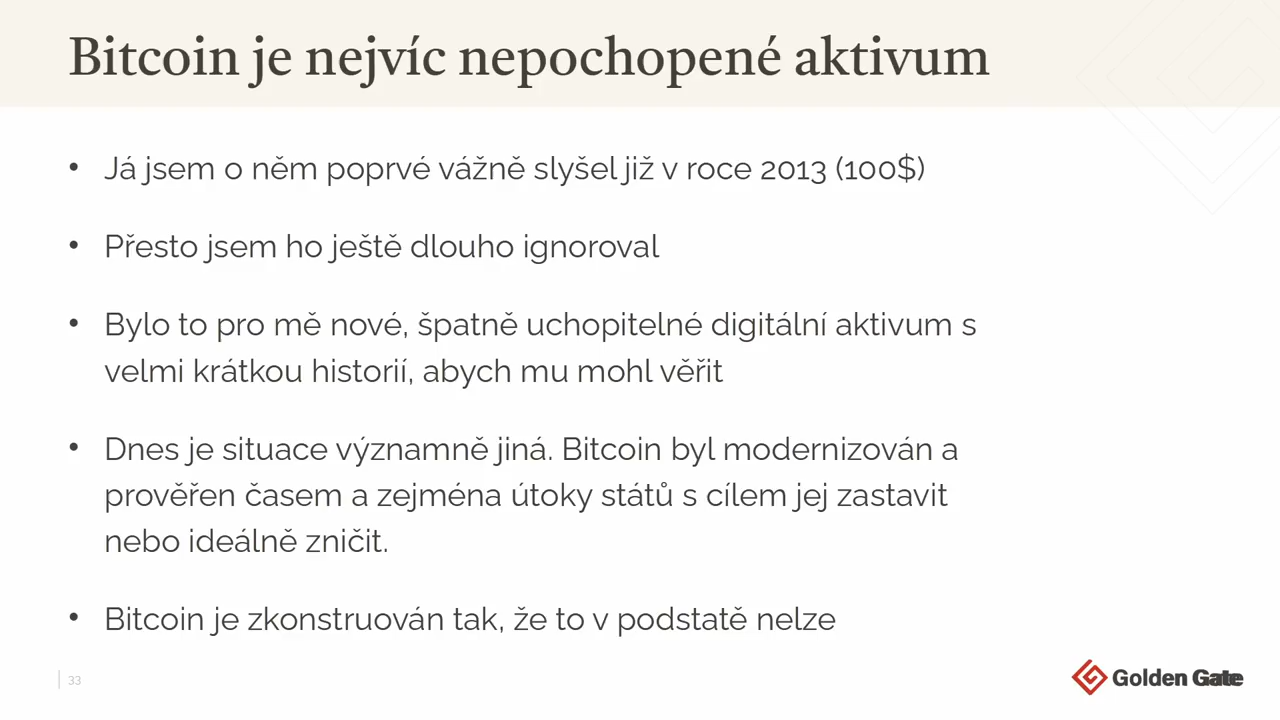 Bitcoin je nejvíc nepochopené aktivum
• Já jsem o něm poprvé vážně slyšel již v roce 2013 (100$)
• Přesto jsem ho ještě dlouho ignoroval
• Bylo to pro mě nové, špatně uchopitelné digitální aktivum s
velmi krátkou historií, abych mu mohl věřit
• Dnes je situace významně jiná. Bitcoin byl modernizován a
prověřen časem a zejména útoky států s cílem jej zastavit
nebo ideálně zničit.
• Bitcoin je zkonstruován tak, že to v podstatě nelze
33
Golden Gate